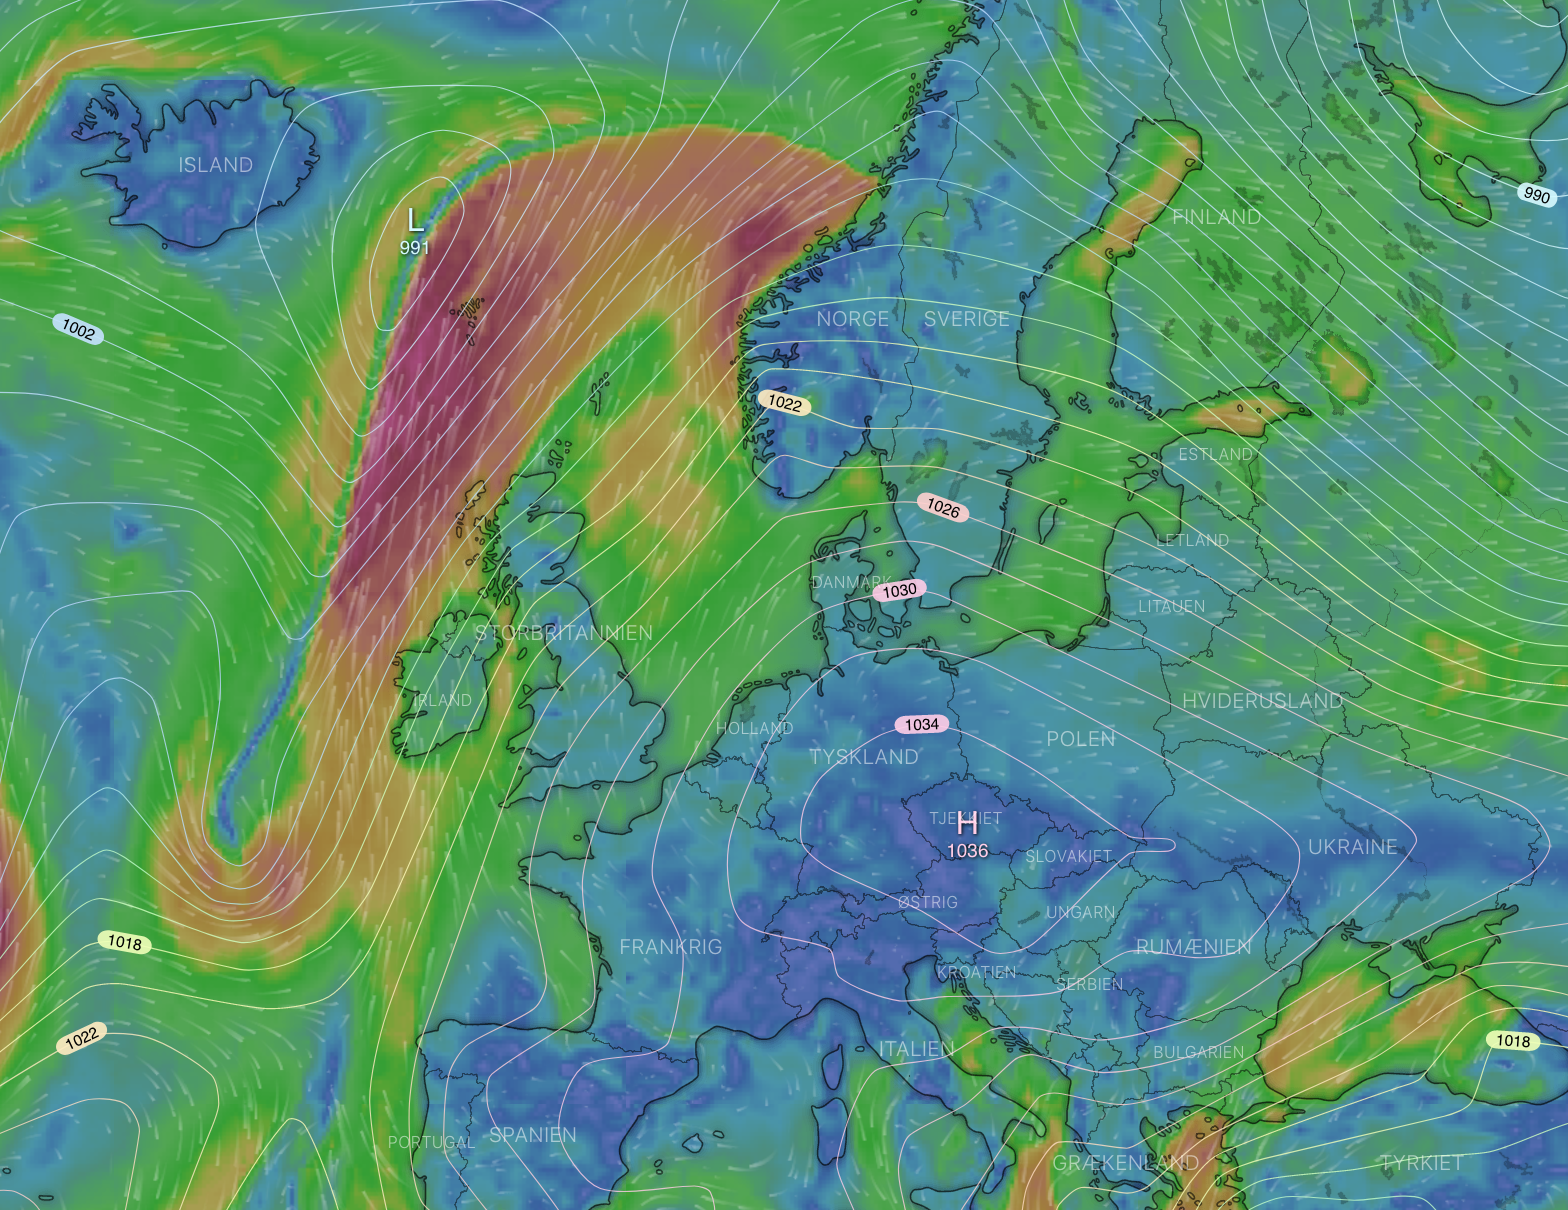 ISLAND
990
FINLAND
L
991
1002
NORGE
SVERIGE
1022
ESTLAND
1026
LETLAND
DANMARK
1030
LITAUEN
STORBRITANNIEN
IRLAND
HVIDERUSLAND
HOLLAND
1034
POLEN
TYSKLAND
H
1036
UKRAINE
SLOVAKIET
ØSTRIG
UNGARN
1018
FRANKRIG
RUMÆNIEN
KROATIEN
SERBIEN
1022
ITALIEN
BULGARIEN
1018
PORTUGAL
SPANIEN
GRÆKENLAND
TYRKIET